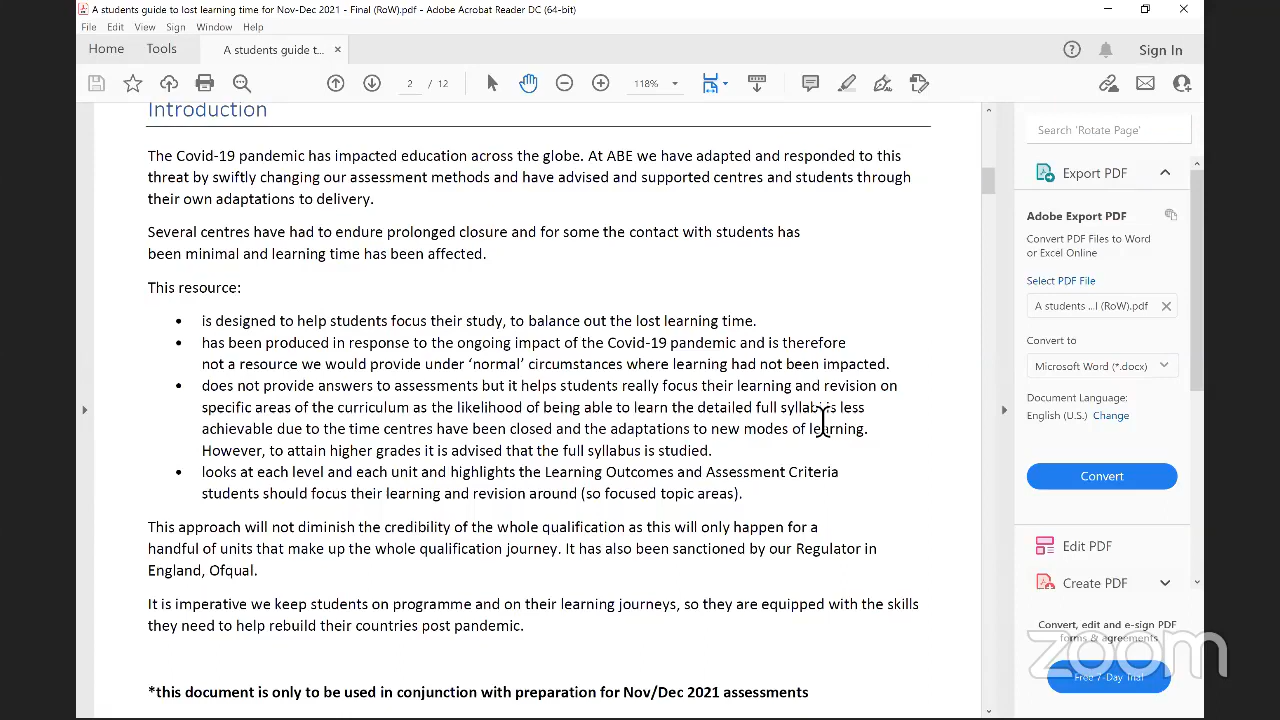 A students guide to lost learning time for Nov-Dec 2021 - Final (RoW).pdf - Adobe Acrobat Reader DC (64-bit)
File Edit View Sign Window Help
Home Tools A students guide t... × Sign In
2 / 12 118%
Introduction
The Covid-19 pandemic has impacted education across the globe. At ABE we have adapted and responded to this
threat by swiftly changing our assessment methods and have advised and supported centres and students through
their own adaptations to delivery.
Several centres have had to endure prolonged closure and for some the contact with students has
been minimal and learning time has been affected.
This resource:
• is designed to help students focus their study, to balance out the lost learning time.
• has been produced in response to the ongoing impact of the Covid-19 pandemic and is therefore
not a resource we would provide under ‘normal’ circumstances where learning had not been impacted.
• does not provide answers to assessments but it helps students really focus their learning and revision on
specific areas of the curriculum as the likelihood of being able to learn the detailed full syllabi is less
achievable due to the time centres have been closed and the adaptations to new modes of learning.
However, to attain higher grades it is advised that the full syllabus is studied.
• looks at each level and each unit and highlights the Learning Outcomes and Assessment Criteria
students should focus their learning and revision around (so focused topic areas).
This approach will not diminish the credibility of the whole qualification as this will only happen for a
handful of units that make up the whole qualification journey. It has also been sanctioned by our Regulator in
England, Ofqual.
It is imperative we keep students on programme and on their learning journeys, so they are equipped with the skills
they need to help rebuild their countries post pandemic.
*this document is only to be used in conjunction with preparation for Nov/Dec 2021 assessments
Search 'Rotate Page'
Export PDF
Adobe Export PDF
Convert PDF Files to Word
or Excel Online
Select PDF File
A students ...l (RoW).pdf
Convert to
Microsoft Word (*.docx)
Document Language:
English (U.S.) Change
Convert
Edit PDF
Create PDF
Convert, edit and e-sign PDF
forms & agreements
Free 7-Day Trial
zoom